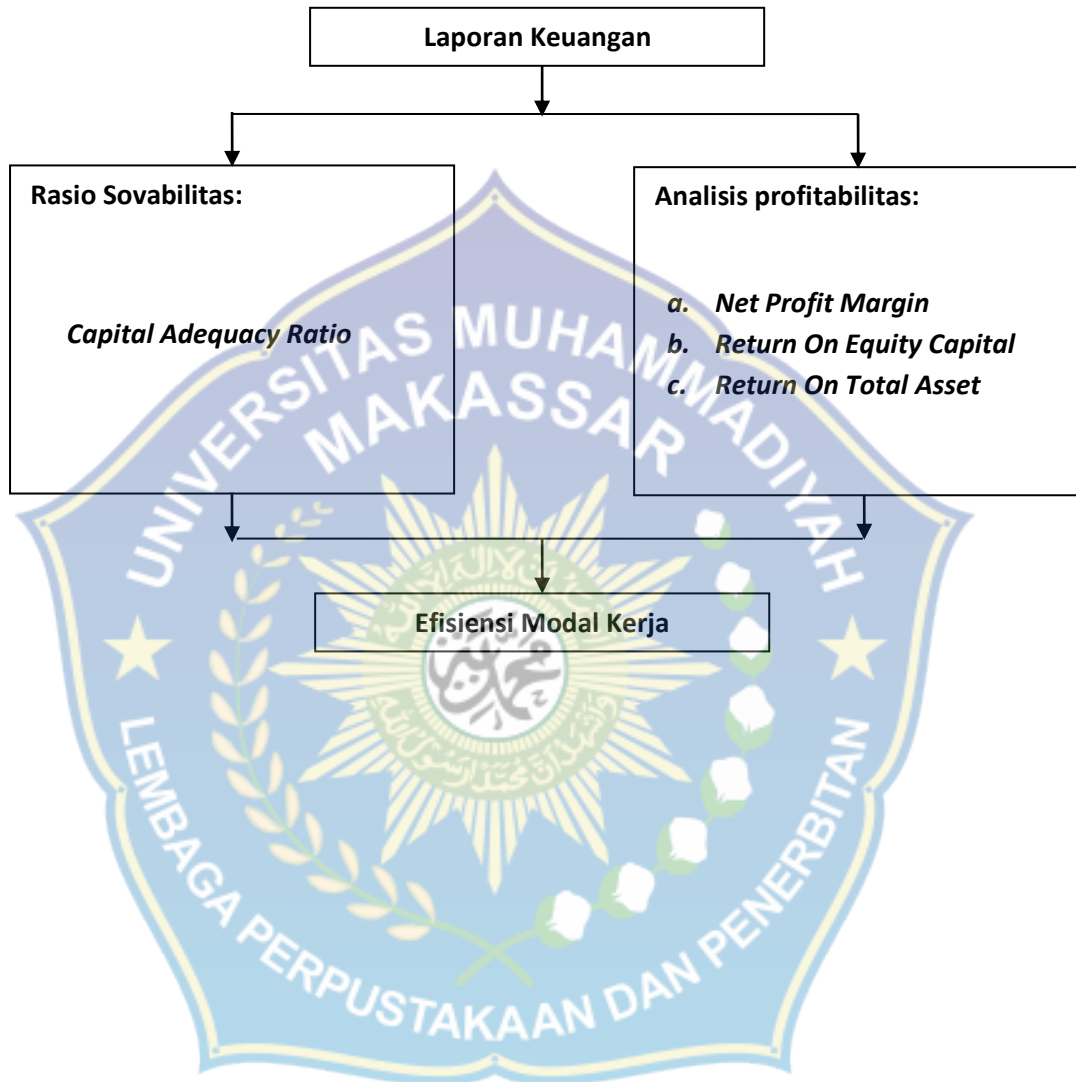 Laporan Keuangan
Rasio Sovabilitas:
Capital Adequacy Ratio
Analisis profitabilitas:
a. Net Profit Margin
b. Return On Equity Capital
c. Return On Total Asset
Efisiensi Modal Kerja
UNIVERSITAS MUHAMMADIYAH
MAKASSAR
محمد
LEMBAGA PERPUSTAKAAN DAN PENERBITAN